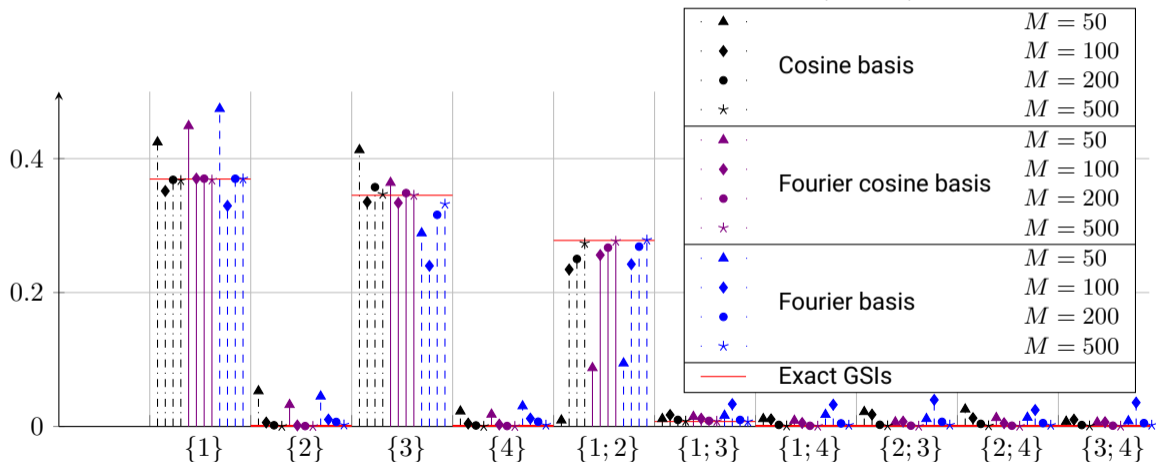 M = 50
M = 100
Cosine basis
M = 200
M = 500
M = 50
M = 100
Fourier cosine basis
M = 200
M = 500
M = 50
M = 100
Fourier basis
M = 200
M = 500
Exact GSIs
0.4
0.2
0
{1} {2} {3} {4} {1; 2} {1; 3} {1; 4} {2; 3} {2; 4} {3; 4}